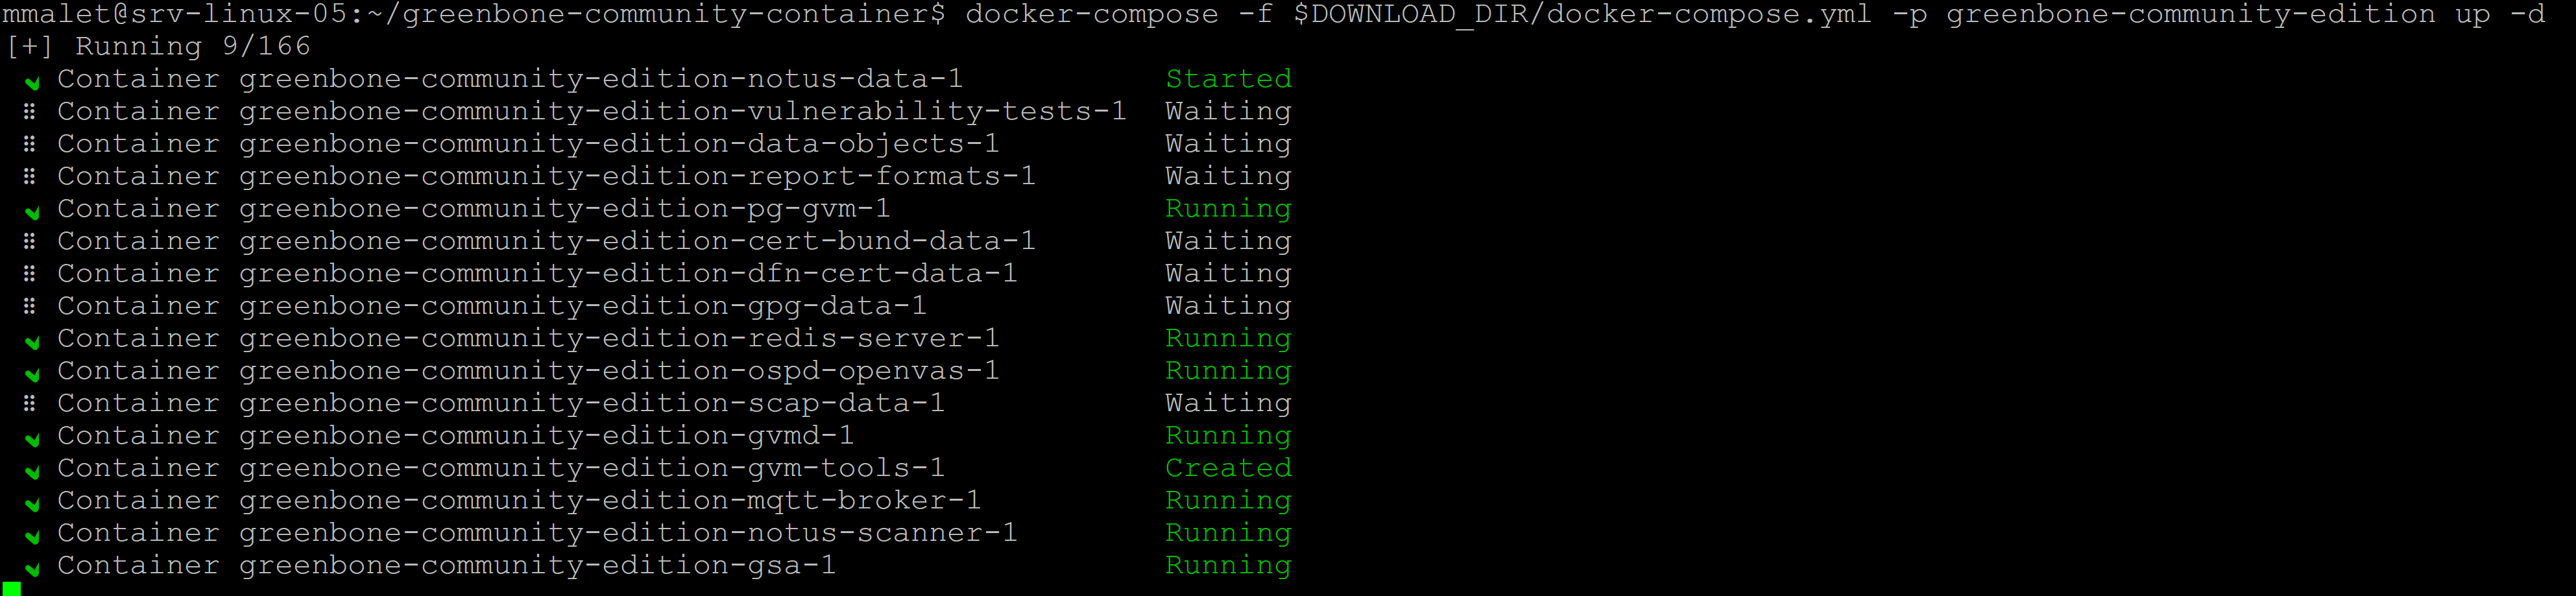 mmalet@srv-linux-05:~/greenbone-community-container$ docker-compose -f $DOWNLOAD_DIR/docker-compose.yml -p greenbone-community-edition up -d
[+] Running 9/166
✔ Container greenbone-community-edition-notus-data-1 Started
⠿ Container greenbone-community-edition-vulnerability-tests-1 Waiting
⠿ Container greenbone-community-edition-data-objects-1 Waiting
⠿ Container greenbone-community-edition-report-formats-1 Waiting
✔ Container greenbone-community-edition-pg-gvm-1 Running
⠿ Container greenbone-community-edition-cert-bund-data-1 Waiting
⠿ Container greenbone-community-edition-dfn-cert-data-1 Waiting
⠿ Container greenbone-community-edition-gpg-data-1 Waiting
✔ Container greenbone-community-edition-redis-server-1 Running
✔ Container greenbone-community-edition-ospd-openvas-1 Running
⠿ Container greenbone-community-edition-scap-data-1 Waiting
✔ Container greenbone-community-edition-gvmd-1 Running
✔ Container greenbone-community-edition-gvm-tools-1 Created
✔ Container greenbone-community-edition-mqtt-broker-1 Running
✔ Container greenbone-community-edition-notus-scanner-1 Running
✔ Container greenbone-community-edition-gsa-1 Running